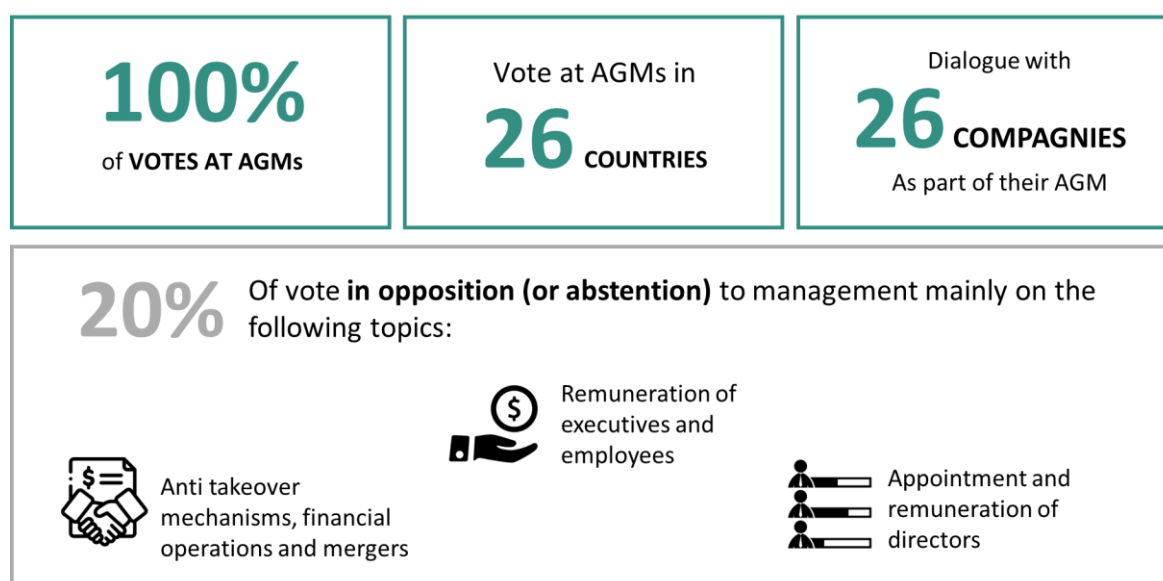 100%
of VOTES AT AGMs
Vote at AGMs in
26 COUNTRIES
Dialogue with
26 COMPAGNIES
As part of their AGM
20%
Of vote in opposition (or abstention) to management mainly on the
following topics:
$
Remuneration of
executives and
employees
$
Anti takeover
mechanisms, financial
operations and mergers
Appointment and
remuneration of
directors